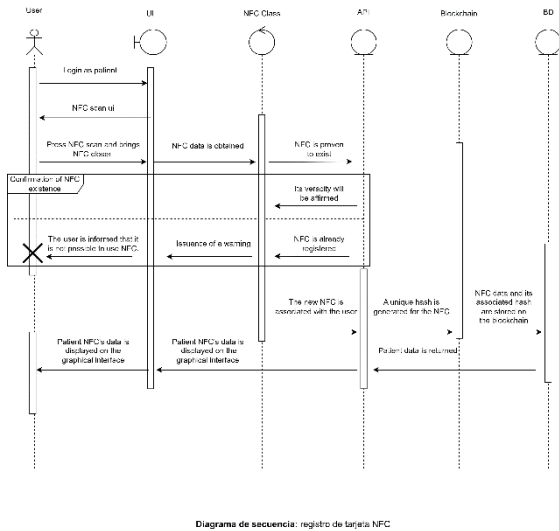 User UI NFC Class API Blockchain BD
Login as patient
NFC scan ui
Press NFC scan and brings
NFC closer
NFC data is obtained
NFC is proven
to exist
Confirmation of NFC
existence
Its veracity will
be affirmed
The user is informed that it
is not possible to use NFC.
Issuance of a warning
NFC is already
registered
The new NFC is
associated with the user
A unique hash is
generated for the NFC
NFC data and its
associated hash
are stored on
the blockchain
Patient NFC's data is
displayed on the
graphical Interface
Patient NFC's data is
displayed on the
graphical Interface
Patient data is returned
Diagrama de secuencia: registro de tarjeta NFC